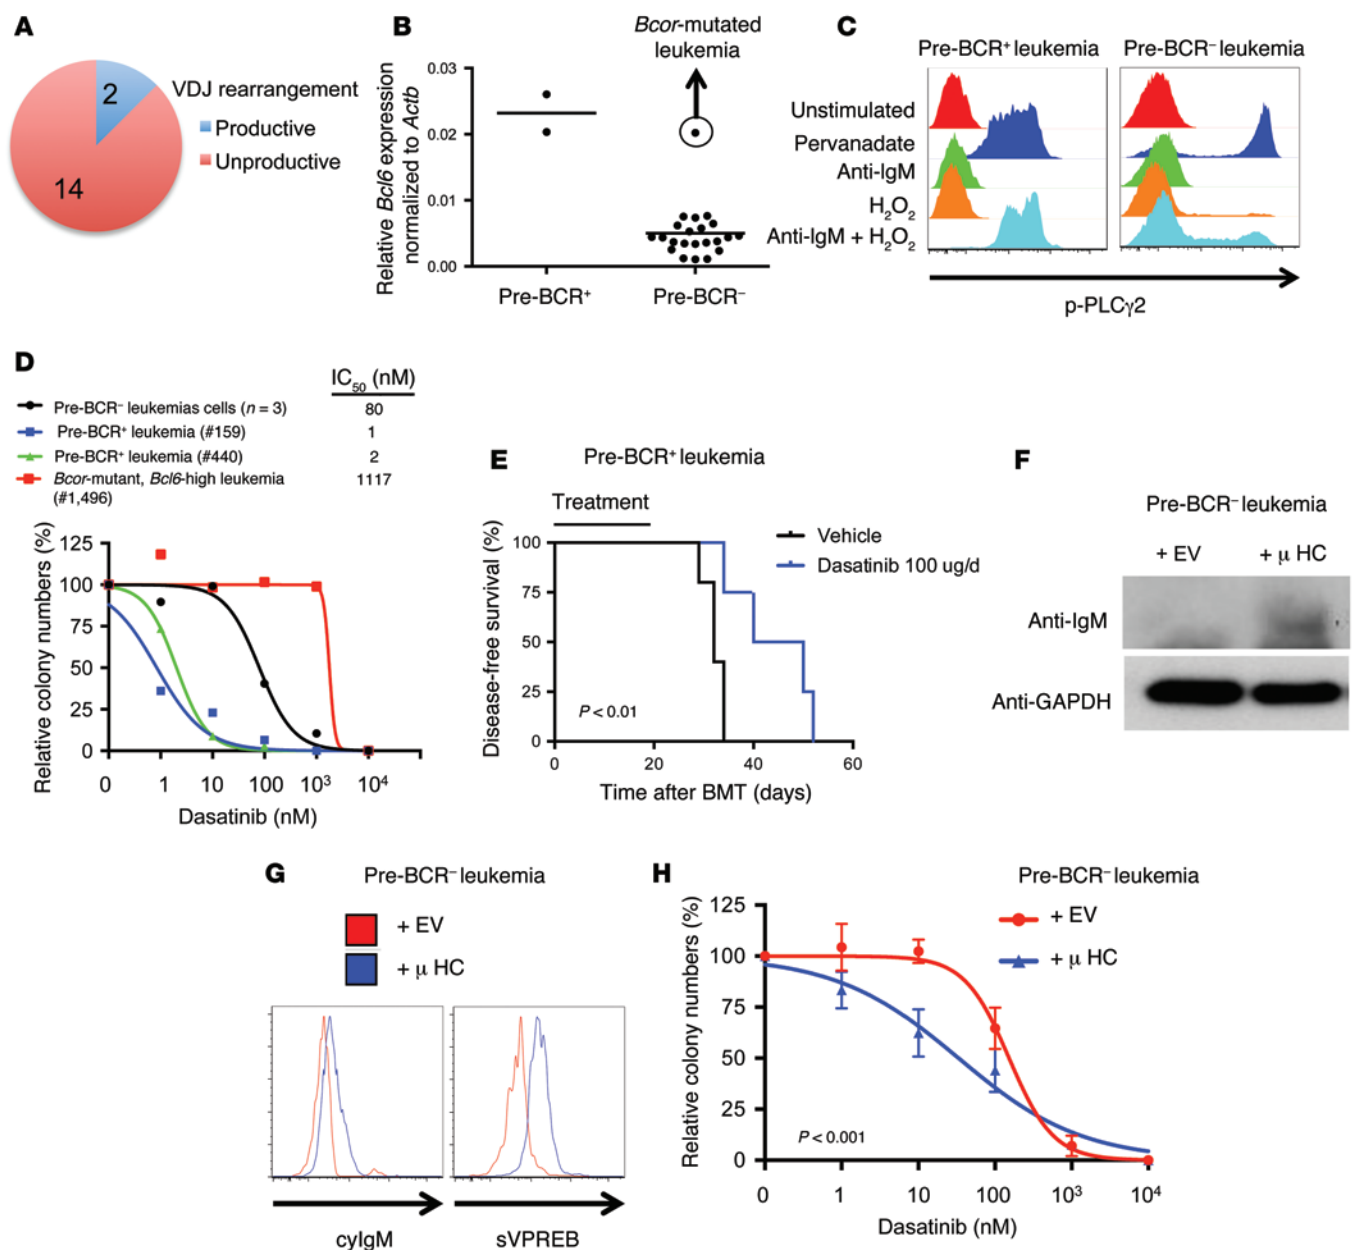 A
2
14
VDJ rearrangement
Productive
Unproductive
B
Bcor-mutated
leukemia
Relative Bcl6 expression
normalized to Actb
0.03
0.02
0.01
0.00
Pre-BCR⁺
Pre-BCR⁻
C
Pre-BCR⁺ leukemia
Pre-BCR⁻ leukemia
Unstimulated
Pervanadate
Anti-IgM
H₂O₂
Anti-IgM + H₂O₂
p-PLCγ2
D
IC₅₀ (nM)
Pre-BCR⁻ leukemias cells (n = 3) 80
Pre-BCR⁺ leukemia (#159) 1
Pre-BCR⁺ leukemia (#440) 2
Bcor-mutant, Bcl6-high leukemia 1117
(#1,496)
Relative colony numbers (%)
125
100
75
50
25
0
0 1 10 100 10³ 10⁴
Dasatinib (nM)
E
Pre-BCR⁺ leukemia
Treatment
Vehicle
Dasatinib 100 ug/d
Disease-free survival (%)
100
75
50
25
0
P < 0.01
0 20 40 60
Time after BMT (days)
F
Pre-BCR⁻ leukemia
+ EV
+ μ HC
Anti-IgM
Anti-GAPDH
G
Pre-BCR⁻ leukemia
+ EV
+ μ HC
cyIgM
sVPREB
H
Pre-BCR⁻ leukemia
+ EV
+ μ HC
Relative colony numbers (%)
125
100
75
50
25
0
P < 0.001
0 1 10 100 10³ 10⁴
Dasatinib (nM)